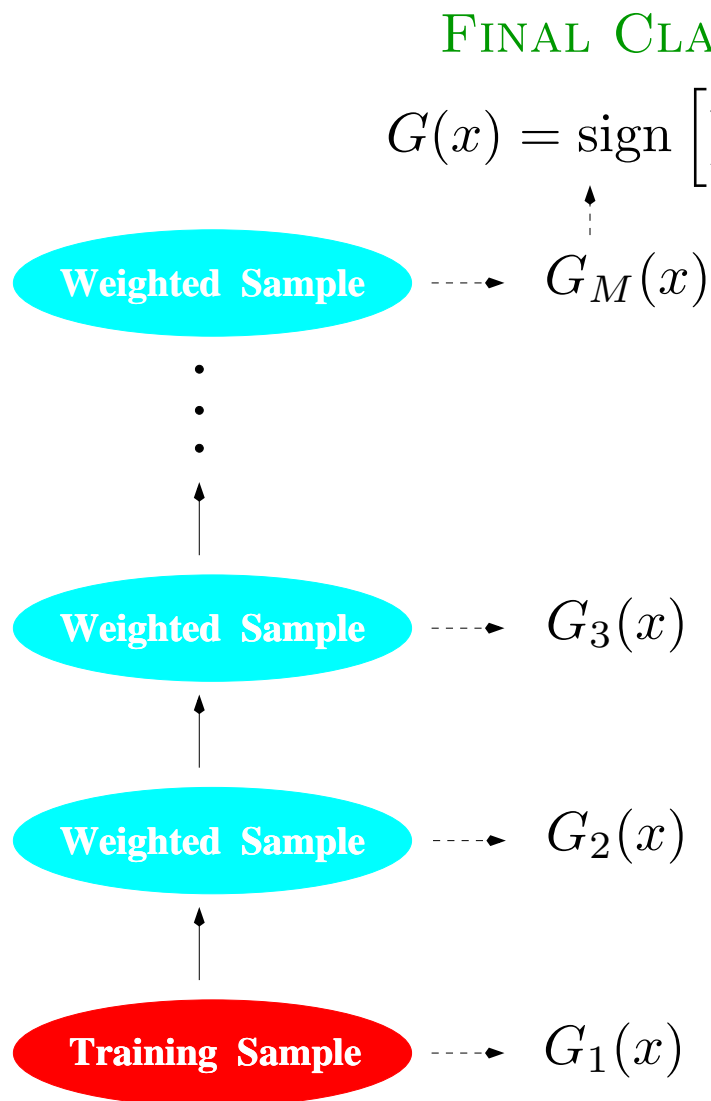 FINAL CLA
G(x) = sign [
Weighted Sample G_M(x)
Weighted Sample G_3(x)
Weighted Sample G_2(x)
Training Sample G_1(x)